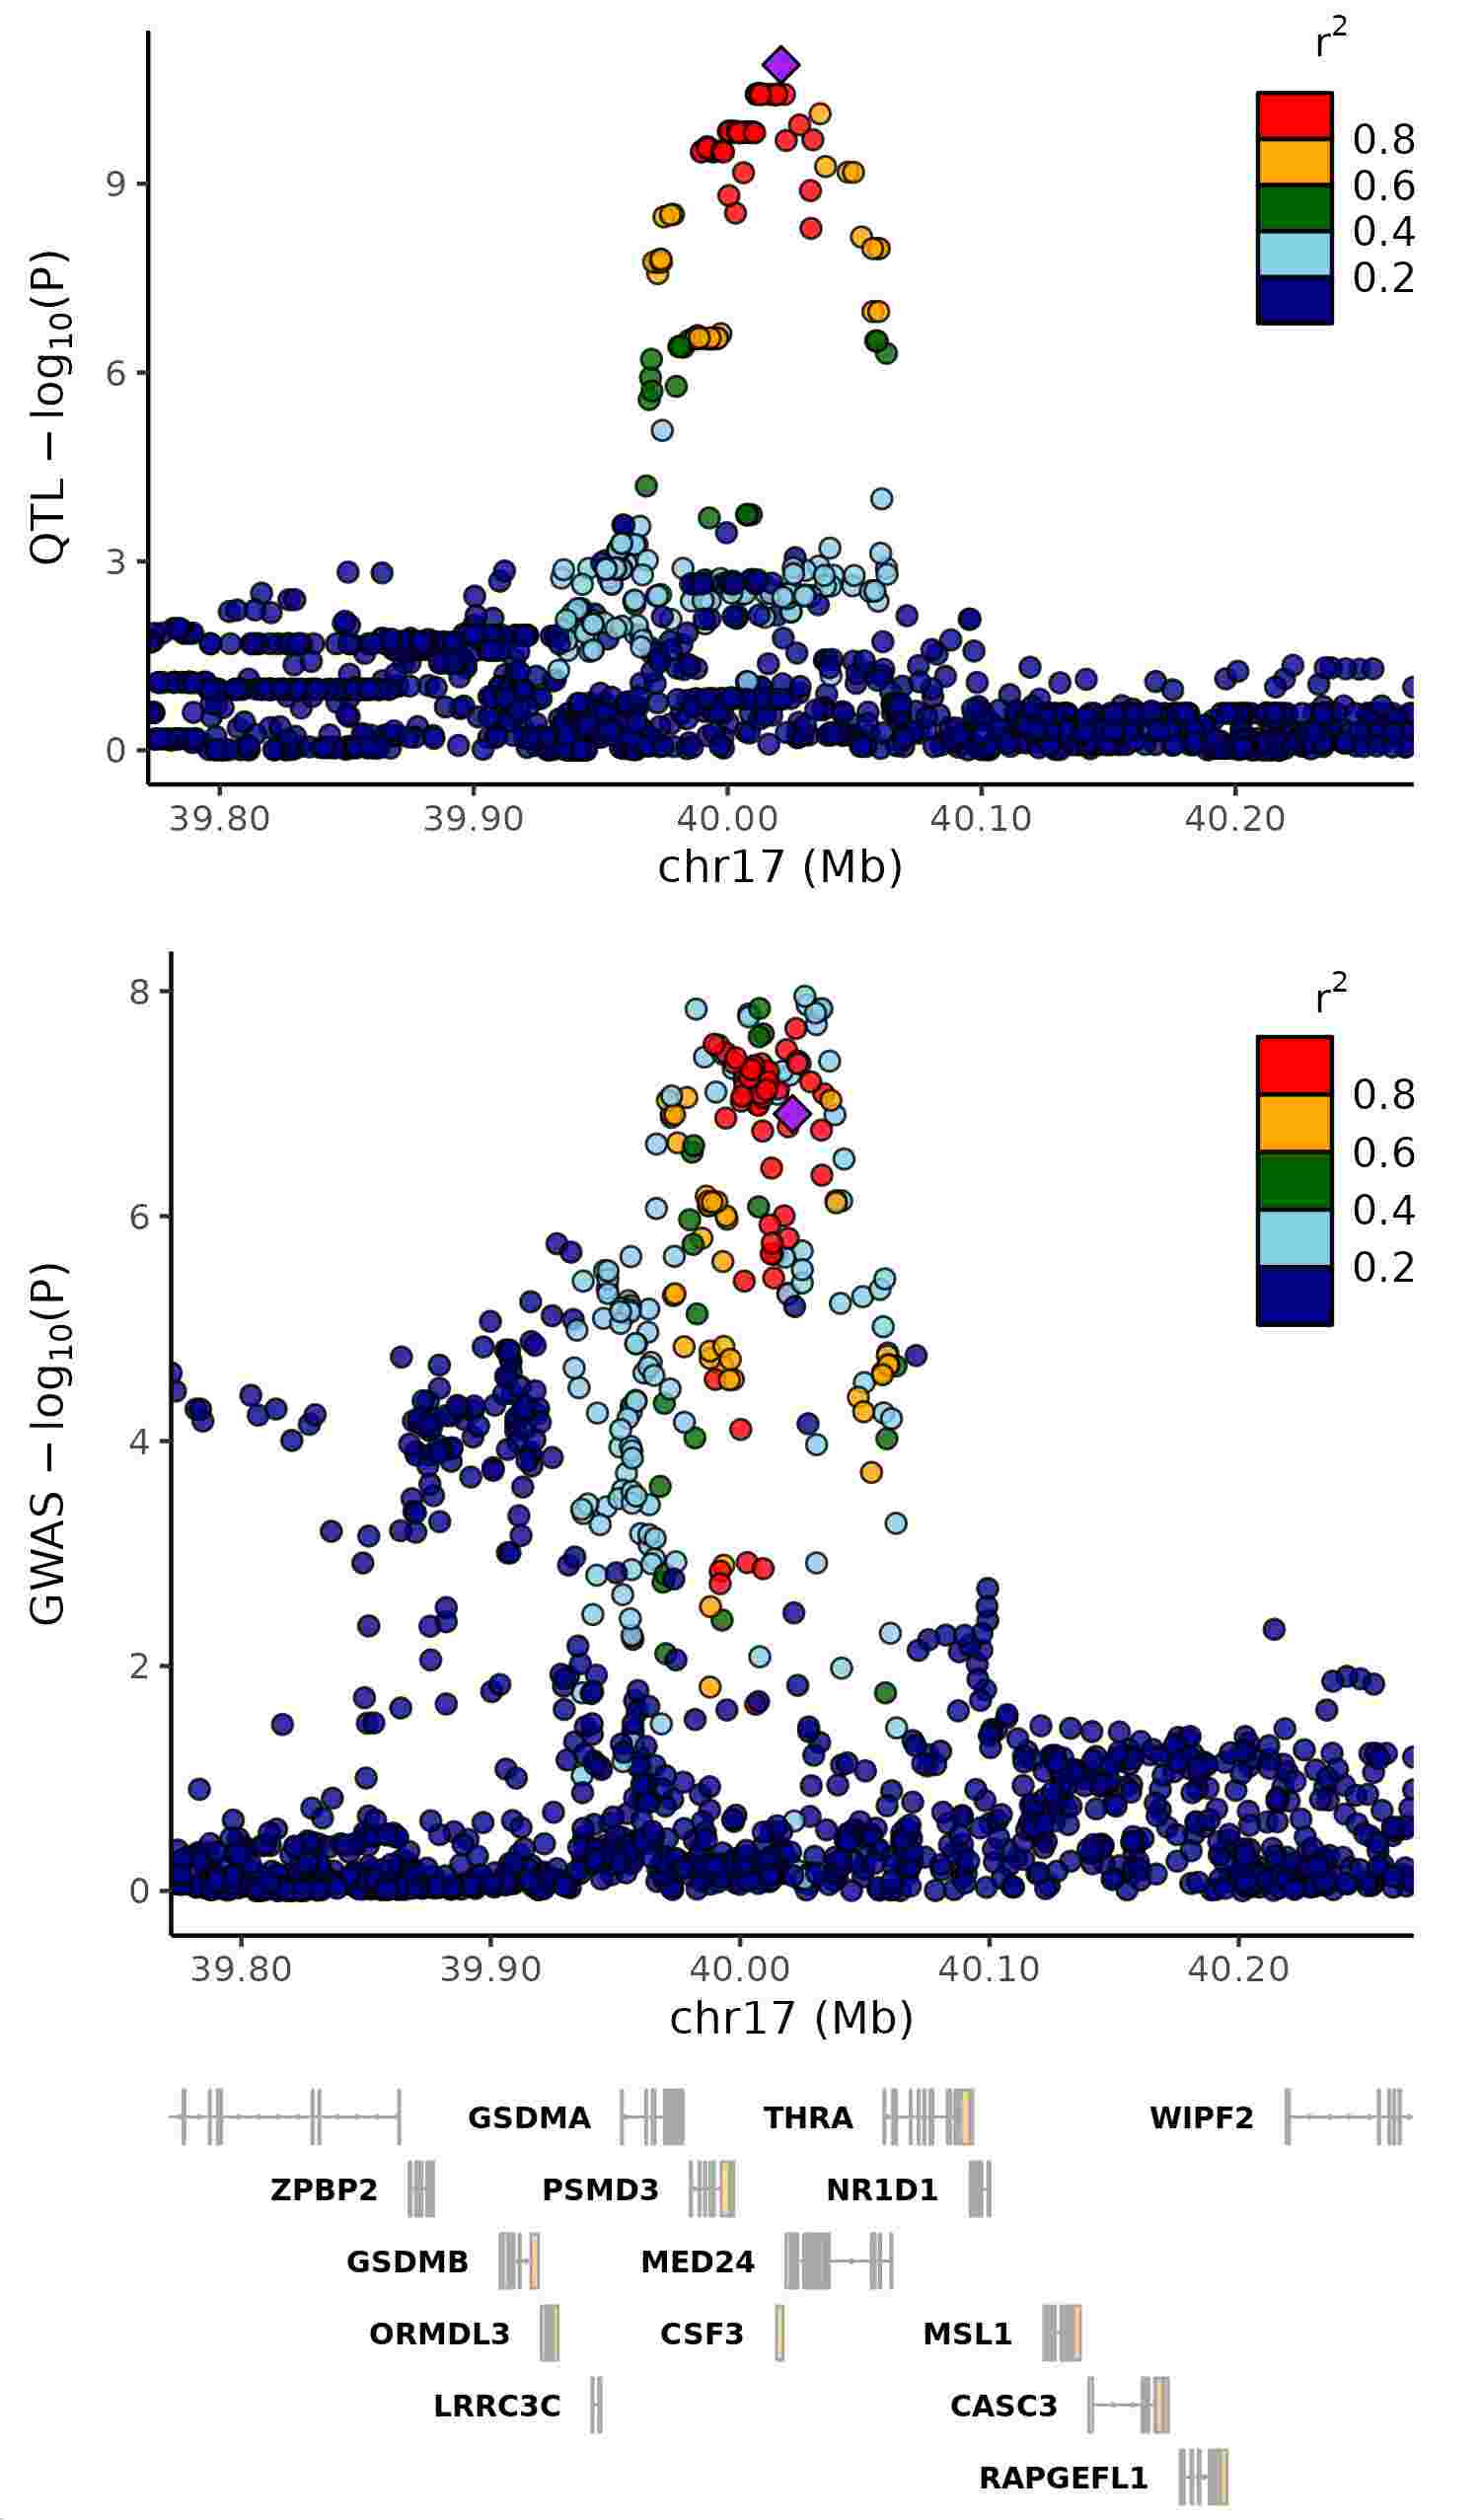 r2
0.8
0.6
0.4
0.2
QTL −log10(P)
9
6
3
0
39.80 39.90 40.00 40.10 40.20
chr17 (Mb)
r2
0.8
0.6
0.4
0.2
GWAS −log10(P)
8
6
4
2
0
39.80 39.90 40.00 40.10 40.20
chr17 (Mb)
GSDMA THRA WIPF2
ZPBP2 PSMD3 NR1D1
GSDMB MED24
ORMDL3 CSF3 MSL1
LRRC3C CASC3
RAPGEFL1